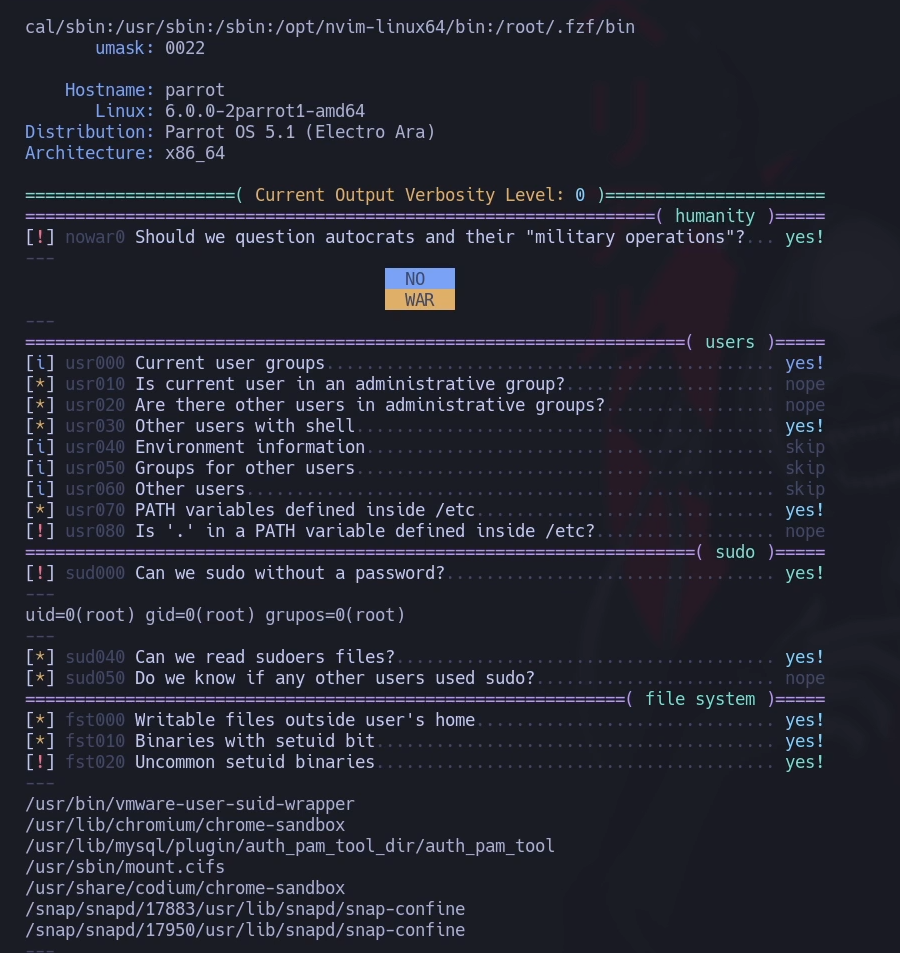 cal/sbin:/usr/sbin:/sbin:/opt/nvim-linux64/bin:/root/.fzf/bin
umask: 0022
Hostname: parrot
Linux: 6.0.0-2parrot1-amd64
Distribution: Parrot OS 5.1 (Electro Ara)
Architecture: x86_64
=====================( Current Output Verbosity Level: 0 )======================
===============================================================( humanity )=====
[!] nowar0 Should we question autocrats and their "military operations"?... yes!
---
NO
WAR
---
==================================================================( users )=====
[i] usr000 Current user groups............................................. yes!
[*] usr010 Is current user in an administrative group?..................... nope
[*] usr020 Are there other users in administrative groups?................. nope
[*] usr030 Other users with shell.......................................... yes!
[i] usr040 Environment information......................................... skip
[i] usr050 Groups for other users.......................................... skip
[i] usr060 Other users..................................................... skip
[*] usr070 PATH variables defined inside /etc.............................. yes!
[!] usr080 Is '.' in a PATH variable defined inside /etc?.................. nope
===================================================================( sudo )=====
[!] sud000 Can we sudo without a password?................................. yes!
---
uid=0(root) gid=0(root) grupos=0(root)
---
[*] sud040 Can we read sudoers files?...................................... yes!
[*] sud050 Do we know if any other users used sudo?........................ nope
============================================================( file system )=====
[*] fst000 Writable files outside user's home.............................. yes!
[*] fst010 Binaries with setuid bit........................................ yes!
[!] fst020 Uncommon setuid binaries........................................ yes!
---
/usr/bin/vmware-user-suid-wrapper
/usr/lib/chromium/chrome-sandbox
/usr/lib/mysql/plugin/auth_pam_tool_dir/auth_pam_tool
/usr/sbin/mount.cifs
/usr/share/codium/chrome-sandbox
/snap/snapd/17883/usr/lib/snapd/snap-confine
/snap/snapd/17950/usr/lib/snapd/snap-confine
---